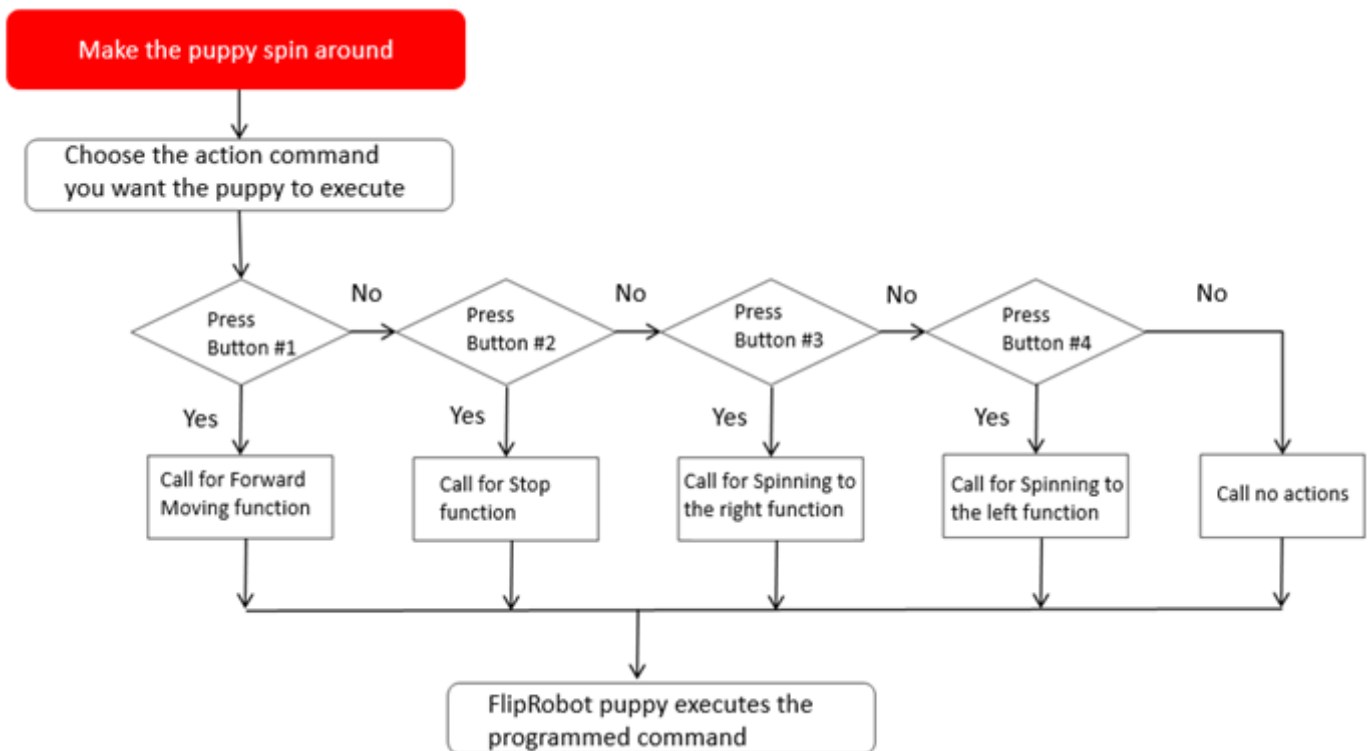 Make the puppy spin around
Choose the action command
you want the puppy to execute
No
No
No
No
Press
Button #1
Press
Button #2
Press
Button #3
Press
Button #4
Yes
Yes
Yes
Yes
Call for Forward
Moving function
Call for Stop
function
Call for Spinning to
the right function
Call for Spinning to
the left function
Call no actions
FlipRobot puppy executes the
programmed command